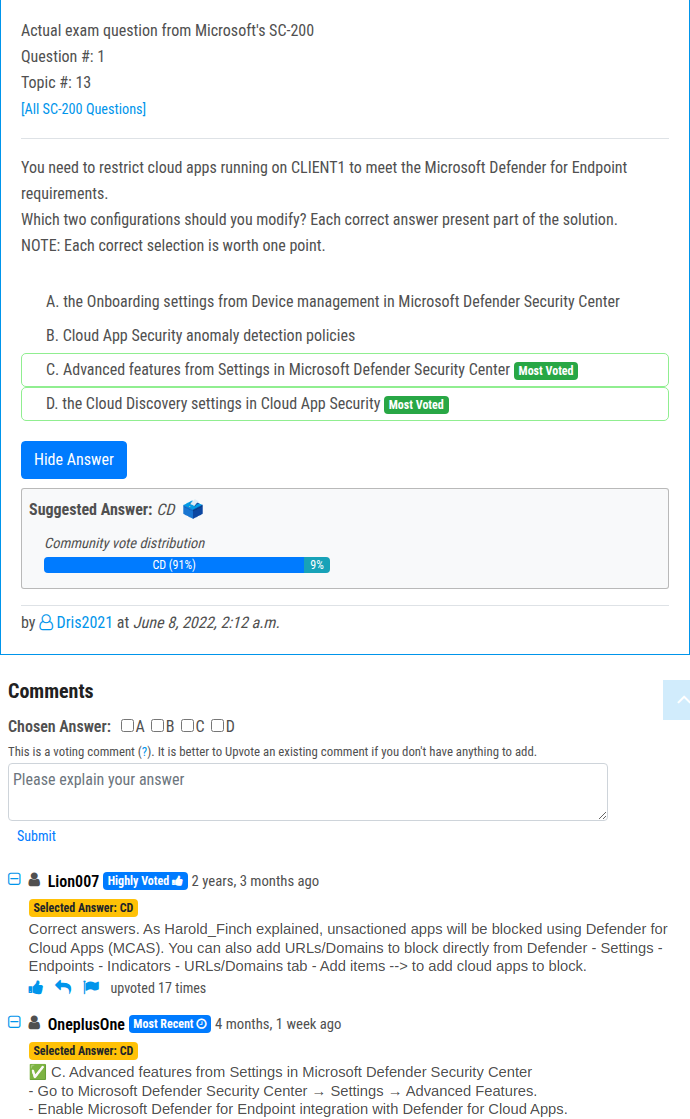 Actual exam question from Microsoft's SC-200
Question #: 1
Topic #: 13
[All SC-200 Questions]
You need to restrict cloud apps running on CLIENT1 to meet the Microsoft Defender for Endpoint
requirements.
Which two configurations should you modify? Each correct answer present part of the solution.
NOTE: Each correct selection is worth one point.
A. the Onboarding settings from Device management in Microsoft Defender Security Center
B. Cloud App Security anomaly detection policies
C. Advanced features from Settings in Microsoft Defender Security Center Most Voted
D. the Cloud Discovery settings in Cloud App Security Most Voted
Hide Answer
Suggested Answer: CD
Community vote distribution
CD (91%) 9%
by Dris2021 at June 8, 2022, 2:12 a.m.
Comments
Chosen Answer: A B C D
This is a voting comment (?). It is better to Upvote an existing comment if you don't have anything to add.
Please explain your answer
Submit
Lion007 Highly Voted 2 years, 3 months ago
Selected Answer: CD
Correct answers. As Harold_Finch explained, unsactioned apps will be blocked using Defender for
Cloud Apps (MCAS). You can also add URLs/Domains to block directly from Defender - Settings -
Endpoints - Indicators - URLs/Domains tab - Add items --> to add cloud apps to block.
upvoted 17 times
OneplusOne Most Recent 4 months, 1 week ago
Selected Answer: CD
✅ C. Advanced features from Settings in Microsoft Defender Security Center
- Go to Microsoft Defender Security Center → Settings → Advanced Features.
- Enable Microsoft Defender for Endpoint integration with Defender for Cloud Apps.